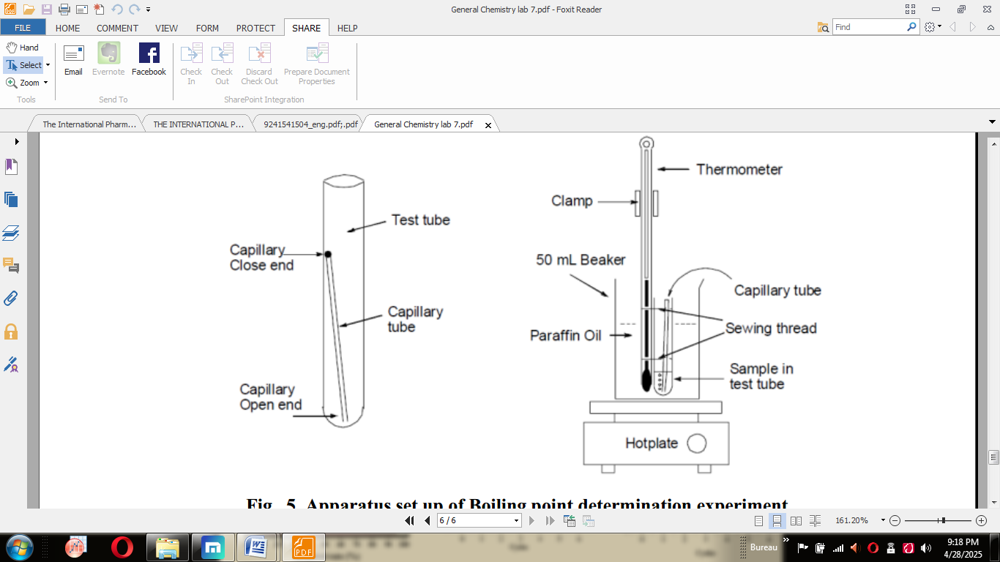 General Chemistry lab 7.pdf - Foxit Reader
FILE
HOME
COMMENT
VIEW
FORM
PROTECT
SHARE
HELP
Find
Hand
Select
Zoom
Tools
Email
Evernote
Facebook
Send To
Check
In
Check
Out
Discard
Check Out
Prepare Document
Properties
SharePoint Integration
The International Pharm...
THE INTERNATIONAL P...
9241541504_eng.pdf;.pdf
General Chemistry lab 7.pdf
Test tube
Capillary
Close end
Capillary
tube
Capillary
Open end
Thermometer
Clamp
50 mL Beaker
Capillary tube
Paraffin Oil
Sewing thread
Sample in
test tube
Hotplate
Fig. 5. Apparatus set up of Boiling point determination experiment
6 / 6
161.20%
PDF
Bureau
9:18 PM
4/28/2025